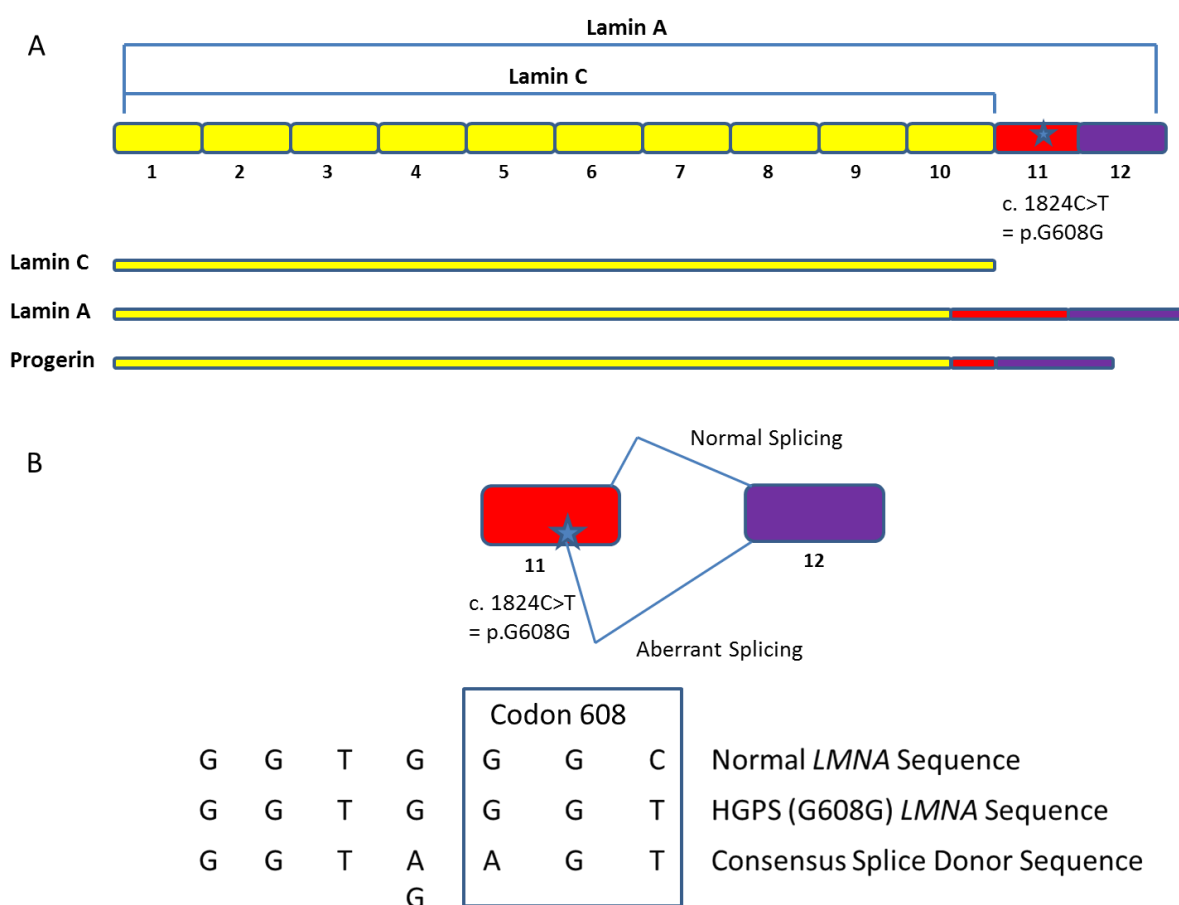 A
Lamin A
Lamin C
1 2 3 4 5 6 7 8 9 10 11 12
c. 1824C>T
= p.G608G
Lamin C
Lamin A
Progerin
B
Normal Splicing
11 12
c. 1824C>T
= p.G608G
Aberrant Splicing
Codon 608
G G T G G G C Normal LMNA Sequence
G G T G G G T HGPS (G608G) LMNA Sequence
G G T A A G T Consensus Splice Donor Sequence
G